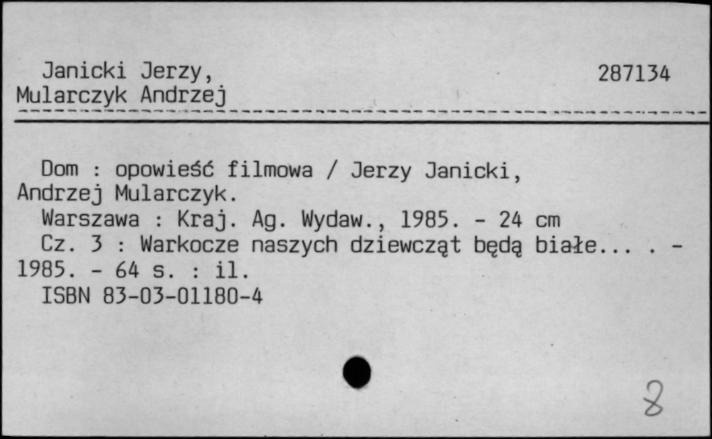 Janicki Jerzy, 287134
Mularczyk Andrzej
Dom : opowieść filmowa / Jerzy Janicki,
Andrzej Mularczyk.
Warszawa : Kraj. Ag. Wydaw., 1985. - 24 cm
Cz. 3 : Warkocze naszych dziewcząt będą białe... . -
1985. - 64 s. : il.
ISBN 83-03-01180-4
8